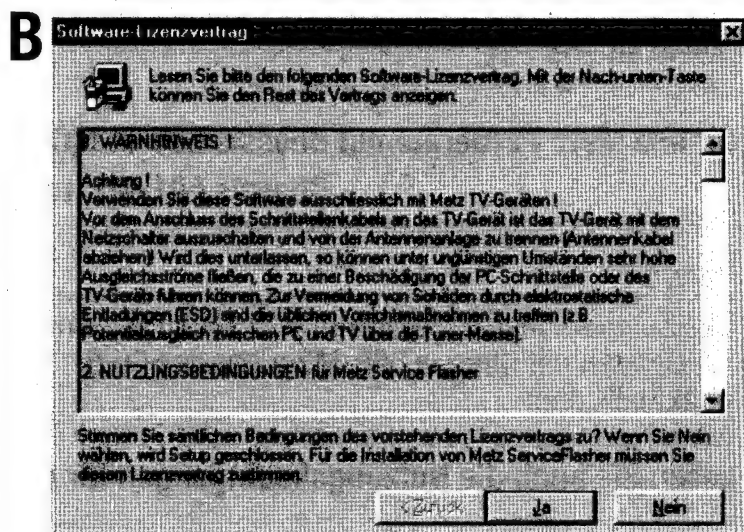 B
Software-Lizenzvertrag
Lesen Sie bitte den folgenden Software-Lizenzvertrag. Mit der Nach-unten-Taste
können Sie den Rest des Vertrags anzeigen.
1. WARNHINWEIS !
Achtung !
Verwenden Sie diese Software ausschliesslich mit Metz TV-Geräten !
Vor dem Anschluss des Schnittstellenkabels an das TV-Gerät ist das TV-Gerät mit dem
Netzschalter auszuschalten und von der Antennenanlage zu trennen (Antennenkabel
abziehen)! Wird dies unterlassen, so können unter ungünstigen Umständen sehr hohe
Ausgleichsströme fließen, die zu einer Beschädigung der PC-Schnittstelle oder des
TV-Geräts führen können. Zur Vermeidung von Schäden durch elektrostatische
Entladungen (ESD) sind die üblichen Vorsichtsmaßnahmen zu treffen (z.B.
Potentialausgleich zwischen PC und TV über die Tuner-Masse).
2. NUTZUNGSBEDINGUNGEN für Metz Service Flasher
Stimmen Sie sämtlichen Bedingungen des vorstehenden Lizenzvertrags zu? Wenn Sie Nein
wählen, wird Setup geschlossen. Für die Installation von Metz ServiceFlasher müssen Sie
diesem Lizenzvertrag zustimmen.
< Zurück
Ja
Nein